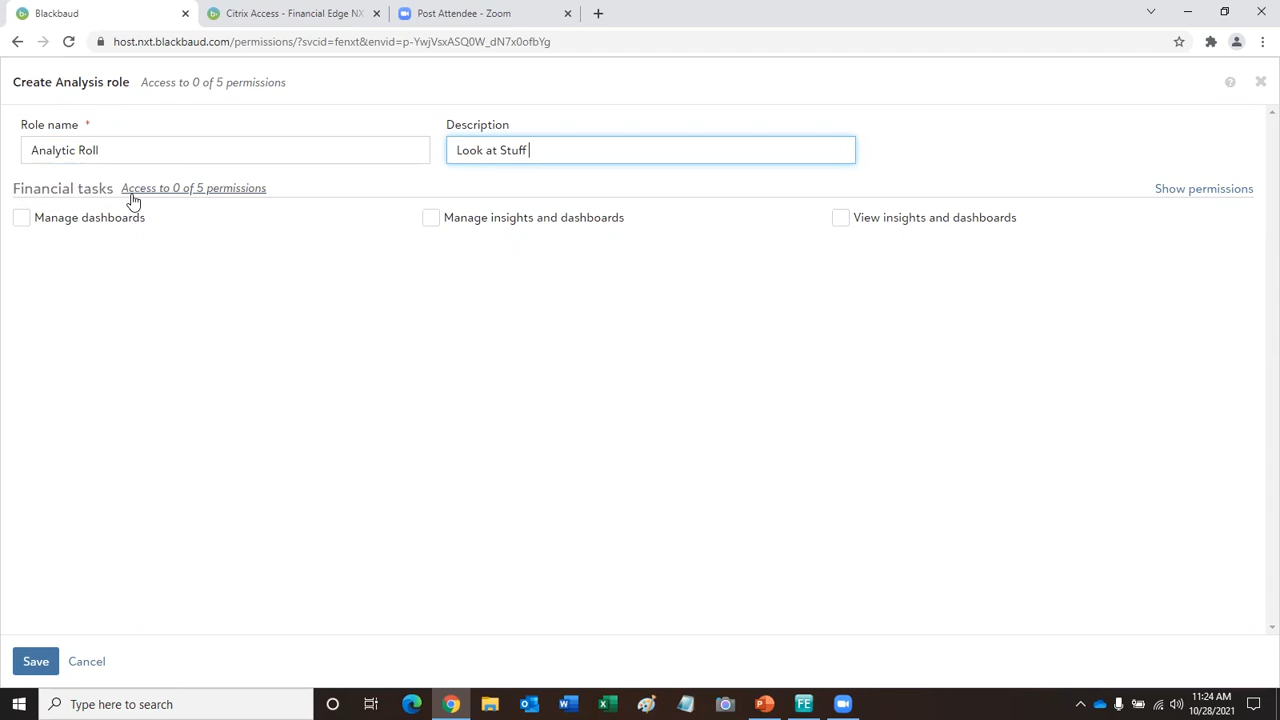 Blackbaud
Citrix Access - Financial Edge NX
Post Attendee - Zoom
host.nxt.blackbaud.com/permissions/?svcid=fenxt&envid=p-YwjVsxASQ0W_dN7x0ofbYg
Create Analysis role Access to 0 of 5 permissions
Role name * Description
Analytic Roll Look at Stuff
Financial tasks Access to 0 of 5 permissions Show permissions
Manage dashboards Manage insights and dashboards View insights and dashboards
Save Cancel
Type here to search
FE
11:24 AM
10/28/2021